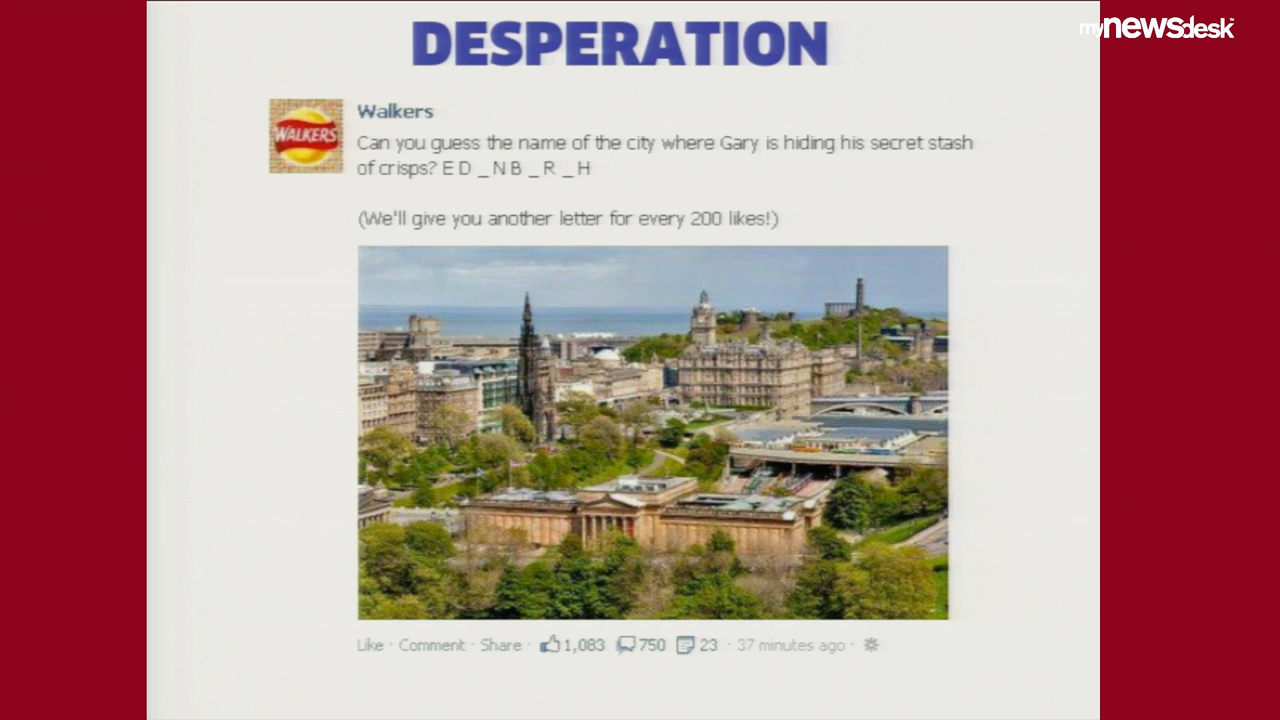 DESPERATION
mynewsdesk
WALKERS
Walkers
Can you guess the name of the city where Gary is hiding his secret stash
of crisps? E D _ N B _ R _ H
(We'll give you another letter for every 200 likes!)
Like · Comment · Share · 1,083 750 23 · 37 minutes ago ·